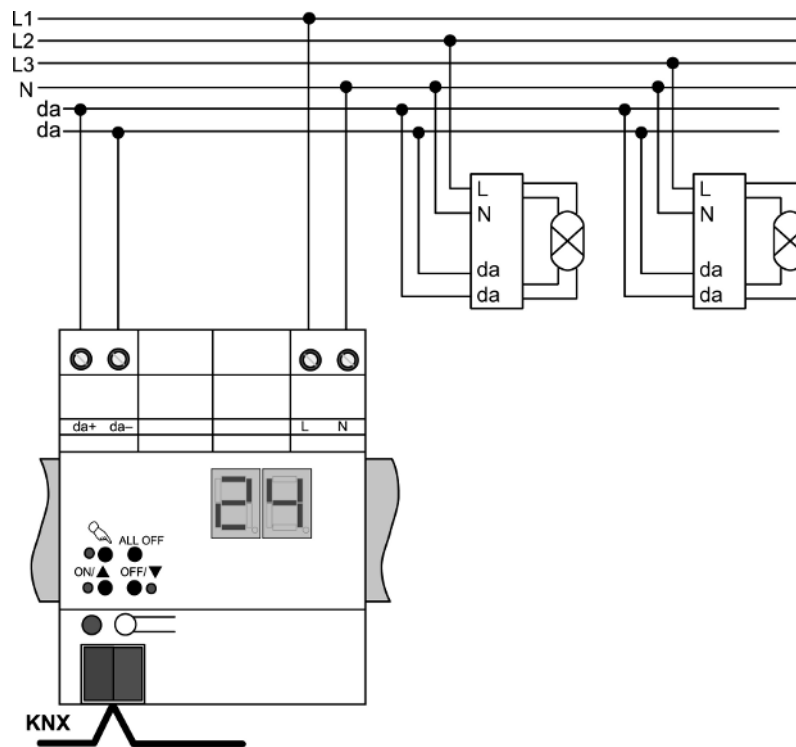 L1
L2
L3
N
da
da
L
N
da
da
L
N
da
da
da+ da– L N
24
ALL OFF
ON/▲ OFF/▼
KNX